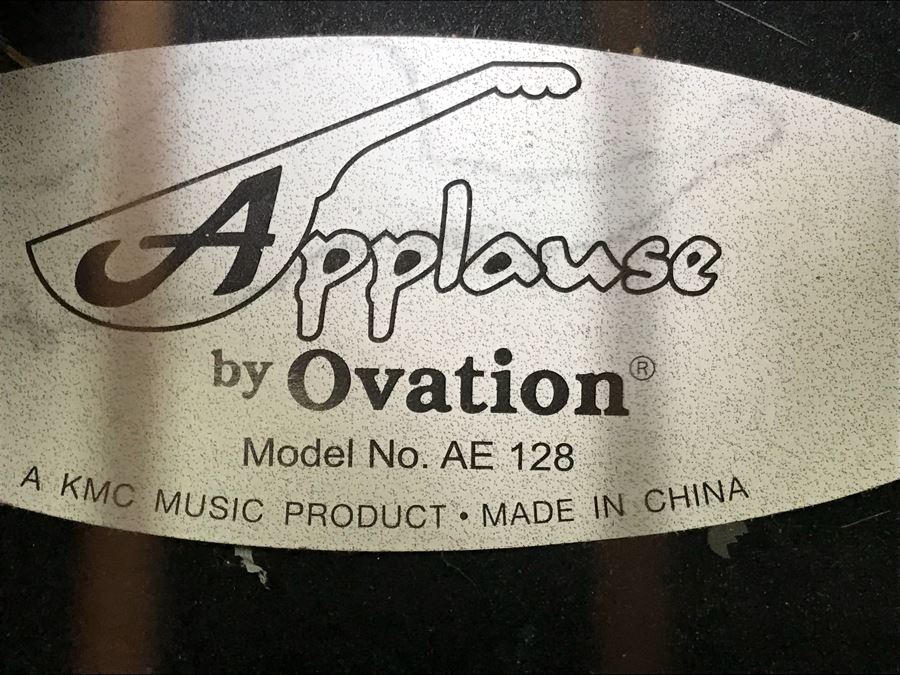 Applause
by Ovation®
Model No. AE 128
A KMC MUSIC PRODUCT • MADE IN CHINA